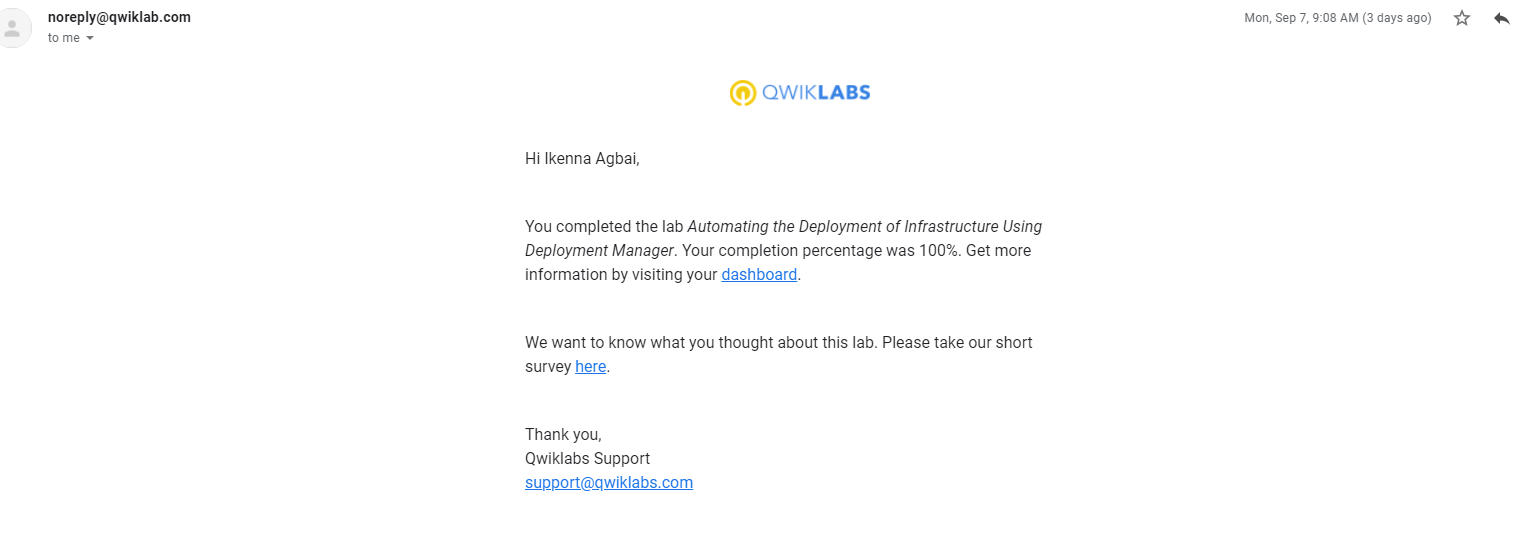 noreply@qwiklab.com
Mon, Sep 7, 9:08 AM (3 days ago)
to me
QWIKLABS
Hi Ikenna Agbai,
You completed the lab Automating the Deployment of Infrastructure Using
Deployment Manager. Your completion percentage was 100%. Get more
information by visiting your dashboard.
We want to know what you thought about this lab. Please take our short
survey here.
Thank you,
Qwiklabs Support
support@qwiklabs.com